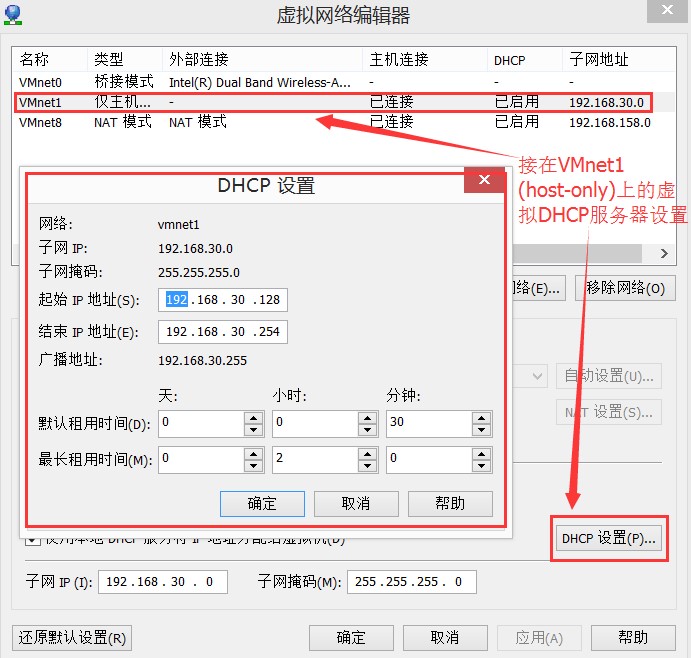 虚拟网络编辑器
名称 类型 外部连接 主机连接 DHCP 子网地址
VMnet0 桥接模式 Intel(R) Dual Band Wireless-A... - - -
VMnet1 仅主机... - 已连接 已启用 192.168.30.0
VMnet8 NAT 模式 NAT 模式 已连接 已启用 192.168.158.0
接在VMnet1
(host-only)上的虚
拟DHCP服务器设置
DHCP 设置
网络: vmnet1
子网 IP: 192.168.30.0
子网掩码: 255.255.255.0
起始 IP 地址(S): 192.168.30.128
结束 IP 地址(E): 192.168.30.254
广播地址: 192.168.30.255
天: 小时: 分钟:
默认租用时间(D): 0 0 30
最长租用时间(M): 0 2 0
确定 取消 帮助
网络(E)... 移除网络(O)
自动设置(U)...
NAT 设置(S)...
使用本地 DHCP 服务将 IP 地址分配给虚拟机(D)
DHCP 设置(P)...
子网 IP (I): 192.168.30.0 子网掩码(M): 255.255.255.0
还原默认设置(R) 确定 取消 应用(A) 帮助